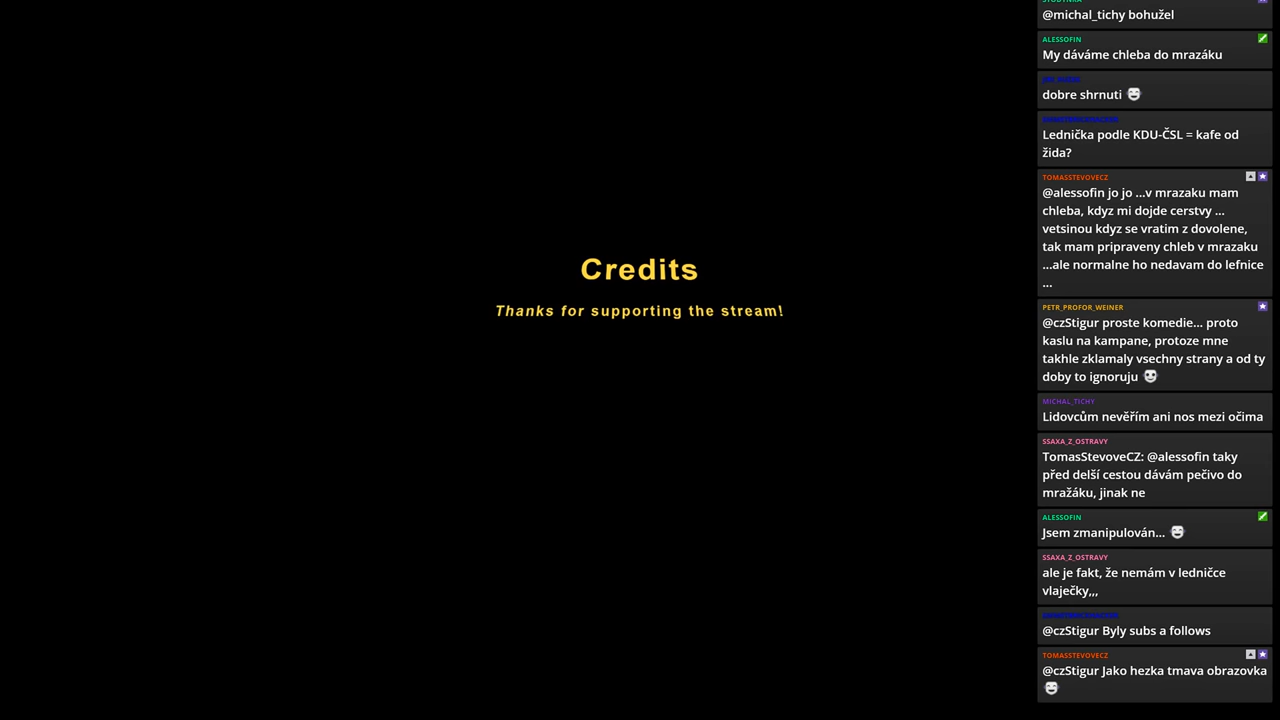 Credits
Thanks for supporting the stream!
@michal_tichy bohužel
ALESSOFIN
My dáváme chleba do mrazáku
dobre shrnuti
Lednička podle KDU-ČSL = kafe od
žida?
TOMASSTEVOVECZ
@alessofin jo jo ...v mrazaku mam
chleba, kdyz mi dojde cerstvy ...
vetsinou kdyz se vratim z dovolene,
tak mam pripraveny chleb v mrazaku
...ale normalne ho nedavam do lefnice
...
PETR_PROFOR_WEINER
@czStigur proste komedie... proto
kaslu na kampane, protoze mne
takhle zklamaly vsechny strany a od ty
doby to ignoruju
MICHAL_TICHY
Lidovcům nevěřím ani nos mezi očima
SSAXA_Z_OSTRAVY
TomasStevoveCZ: @alessofin taky
před delší cestou dávám pečivo do
mražáku, jinak ne
ALESSOFIN
Jsem zmanipulován...
SSAXA_Z_OSTRAVY
ale je fakt, že nemám v ledničce
vlaječky,,,
@czStigur Byly subs a follows
TOMASSTEVOVECZ
@czStigur Jako hezka tmava obrazovka